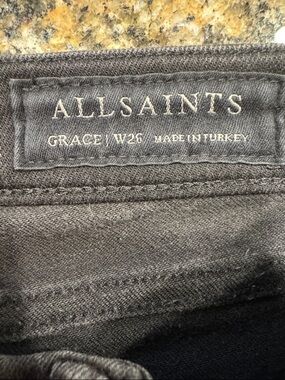 ALLSAINTS
GRACE | W26 MADE IN TURKEY